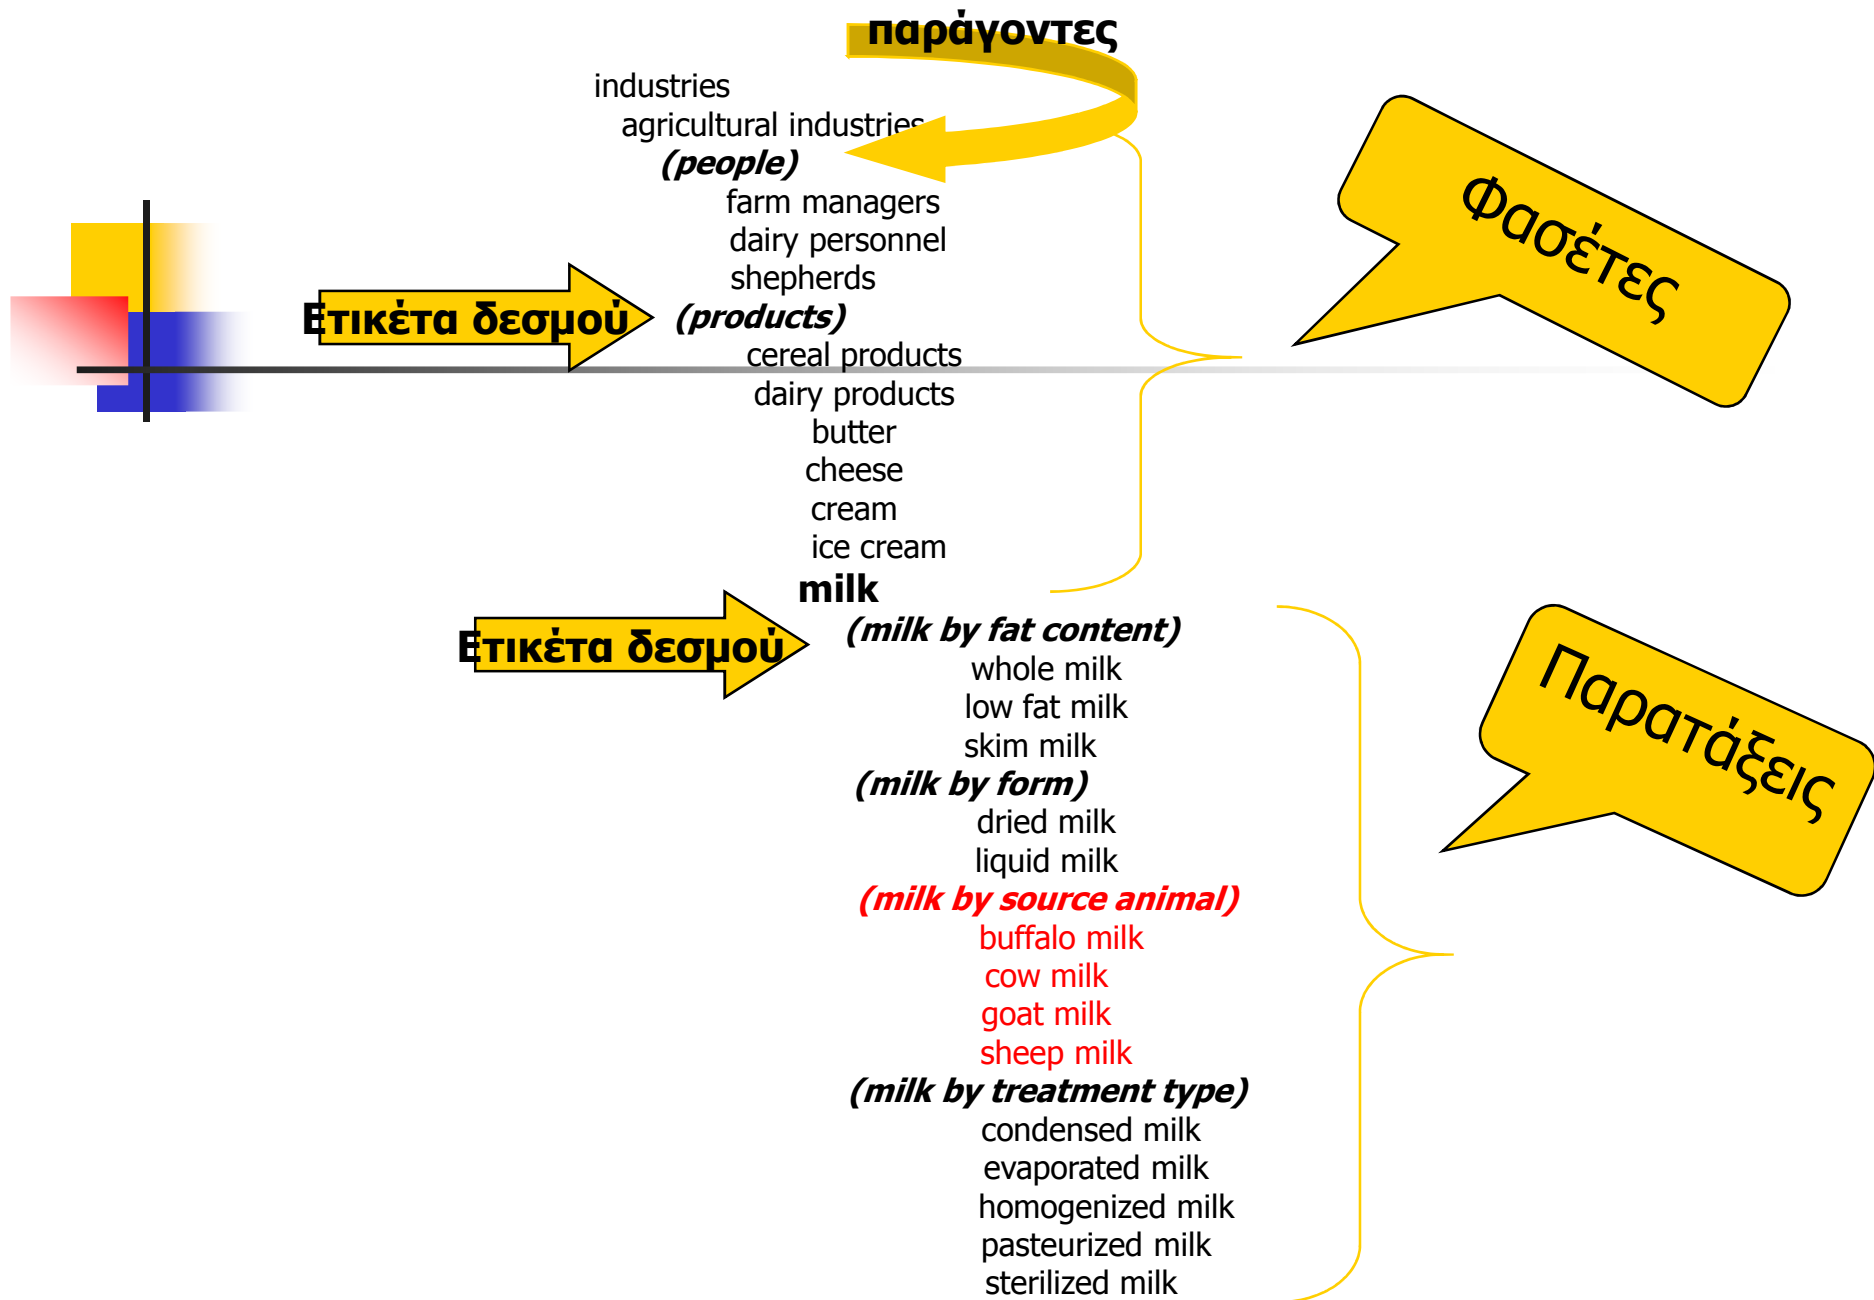 παράγοντες
industries
agricultural industries
(people)
farm managers
dairy personnel
shepherds
Ετικέτα δεσμού
(products)
cereal products
dairy products
butter
cheese
cream
ice cream
Φασέτες
milk
Ετικέτα δεσμού
(milk by fat content)
whole milk
low fat milk
skim milk
(milk by form)
dried milk
liquid milk
(milk by source animal)
buffalo milk
cow milk
goat milk
sheep milk
(milk by treatment type)
condensed milk
evaporated milk
homogenized milk
pasteurized milk
sterilized milk
Παρατάξεις